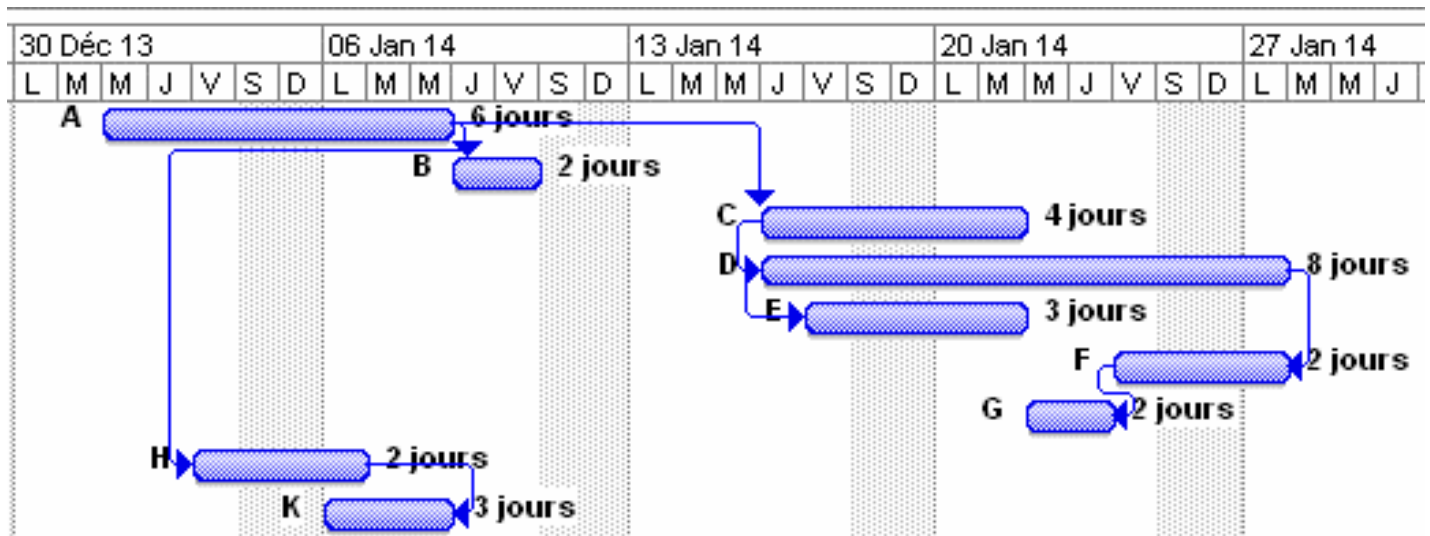 30 Déc 13 06 Jan 14 13 Jan 14 20 Jan 14 27 Jan 14
L M M J V S D L M M J V S D L M M J V S D L M M J V S D L M M J
A 6 jours
B 2 jours
C 4 jours
D 8 jours
E 3 jours
F 2 jours
G 2 jours
H 2 jours
K 3 jours